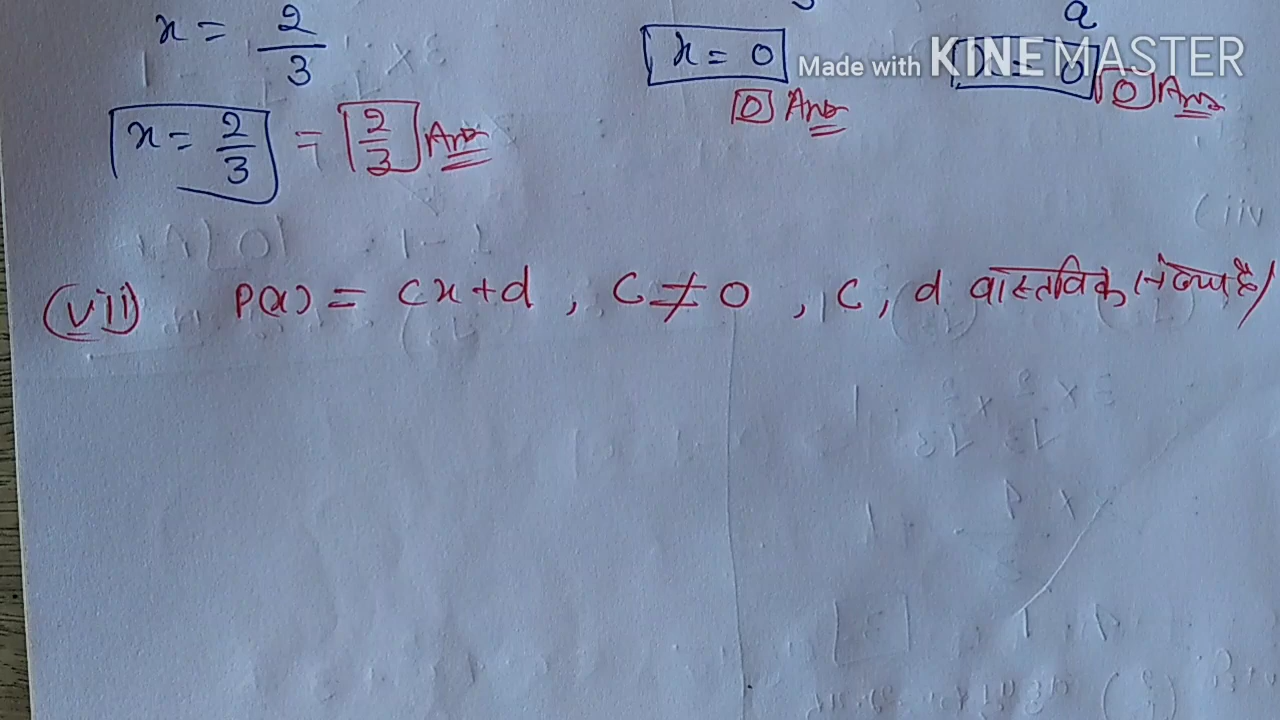 x = 2/3
a
x = 0
x = 0
Made with KINEMASTER
0 Ans
0 Ans
x = 2/3 = 2/3 Ans
(vii) P(x) = cx+d , C ≠ 0 , C, d वास्तविक संख्या है।